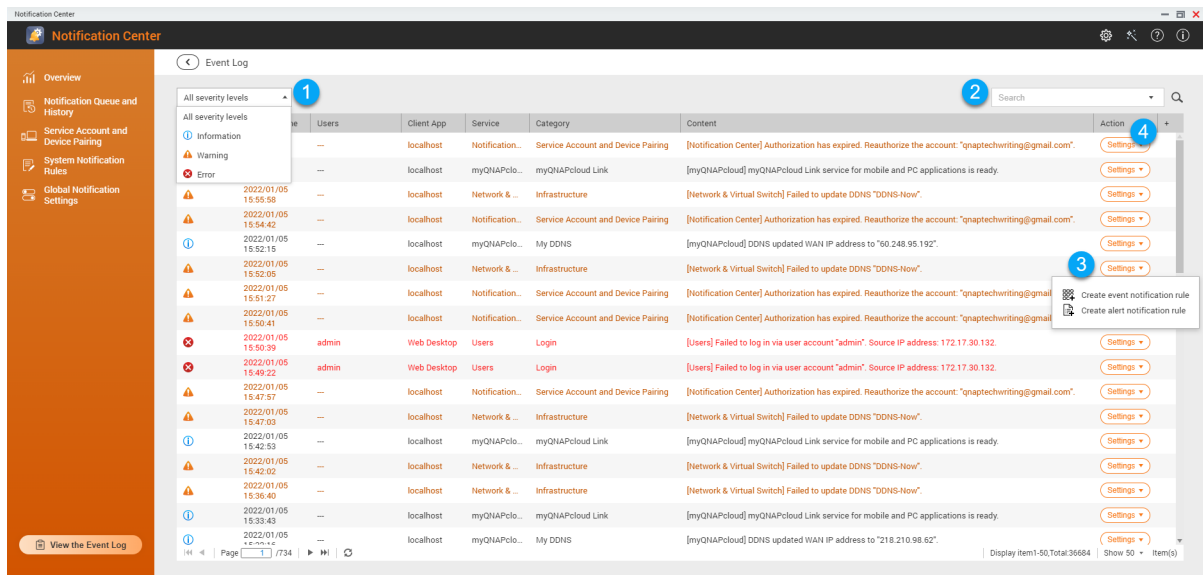 Notification Center
Notification Center
Event Log
Overview
Notification Queue and
History
Service Account and
Device Pairing
System Notification
Rules
Global Notification
Settings
View the Event Log
All severity levels
1
2
Search
All severity levels
Information
Warning
Error
Users Client App Service Category Content Action +
4
--- localhost Notification... Service Account and Device Pairing [Notification Center] Authorization has expired. Reauthorize the account: "qnaptechwriting@gmail.com". Settings
--- localhost myQNAPclo... myQNAPcloud Link [myQNAPcloud] myQNAPcloud Link service for mobile and PC applications is ready. Settings
2022/01/05
15:55:58
--- localhost Network & ... Infrastructure [Network & Virtual Switch] Failed to update DDNS "DDNS-Now". Settings
2022/01/05
15:54:42
--- localhost Notification... Service Account and Device Pairing [Notification Center] Authorization has expired. Reauthorize the account: "qnaptechwriting@gmail.com". Settings
2022/01/05
15:52:15
--- localhost myQNAPclo... My DDNS [myQNAPcloud] DDNS updated WAN IP address to "60.248.95.192". Settings
2022/01/05
15:52:05
--- localhost Network & ... Infrastructure [Network & Virtual Switch] Failed to update DDNS "DDNS-Now". Settings
3
Create event notification rule
Create alert notification rule
2022/01/05
15:51:27
--- localhost Notification... Service Account and Device Pairing [Notification Center] Authorization has expired. Reauthorize the account: "qnaptechwriting@gmail
2022/01/05
15:50:41
--- localhost Notification... Service Account and Device Pairing [Notification Center] Authorization has expired. Reauthorize the account: "qnaptechwriting@gmail.com".
2022/01/05
15:50:39
admin Web Desktop Users Login [Users] Failed to log in via user account "admin". Source IP address: 172.17.30.132. Settings
2022/01/05
15:49:22
admin Web Desktop Users Login [Users] Failed to log in via user account "admin". Source IP address: 172.17.30.132. Settings
2022/01/05
15:47:57
--- localhost Notification... Service Account and Device Pairing [Notification Center] Authorization has expired. Reauthorize the account: "qnaptechwriting@gmail.com". Settings
2022/01/05
15:47:03
--- localhost Network & ... Infrastructure [Network & Virtual Switch] Failed to update DDNS "DDNS-Now". Settings
2022/01/05
15:42:53
--- localhost myQNAPclo... myQNAPcloud Link [myQNAPcloud] myQNAPcloud Link service for mobile and PC applications is ready. Settings
2022/01/05
15:42:02
--- localhost Network & ... Infrastructure [Network & Virtual Switch] Failed to update DDNS "DDNS-Now". Settings
2022/01/05
15:36:40
--- localhost Network & ... Infrastructure [Network & Virtual Switch] Failed to update DDNS "DDNS-Now". Settings
2022/01/05
15:33:43
--- localhost myQNAPclo... myQNAPcloud Link [myQNAPcloud] myQNAPcloud Link service for mobile and PC applications is ready. Settings
2022/01/05
--- localhost myQNAPclo... My DDNS [myQNAPcloud] DDNS updated WAN IP address to "218.210.98.62". Settings
Page 1 /734 Display item1-50,Total:36684 Show 50 Item(s)